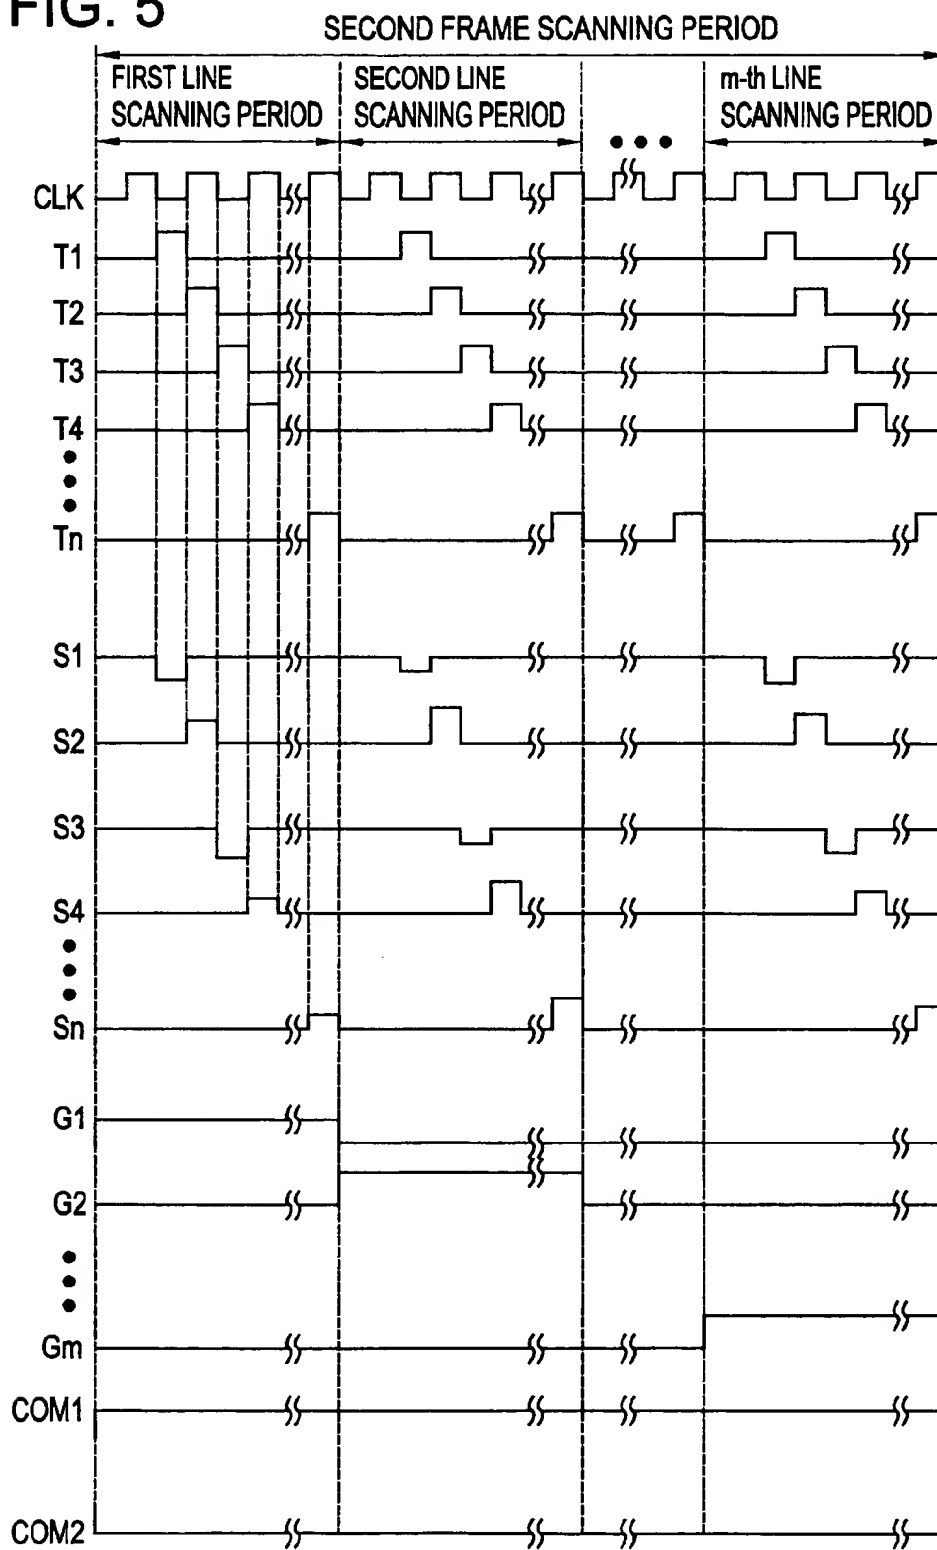 FIG. 5
SECOND FRAME SCANNING PERIOD
FIRST LINE
SCANNING PERIOD
SECOND LINE
SCANNING PERIOD
m-th LINE
SCANNING PERIOD
CLK
T1
T2
T3
T4
Tn
S1
S2
S3
S4
Sn
G1
G2
Gm
COM1
COM2